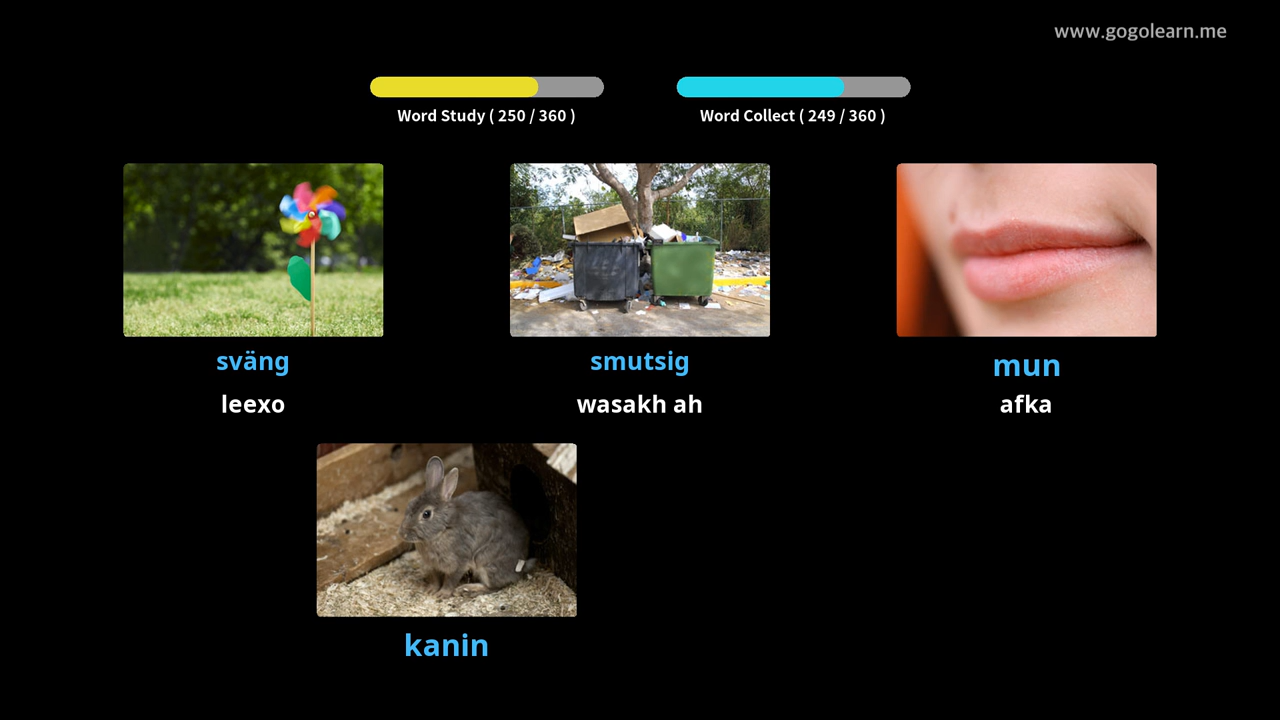 www.gogolearn.me
Word Study ( 250 / 360 )
Word Collect ( 249 / 360 )
sväng
smutsig
mun
leexo
wasakh ah
afka
kanin